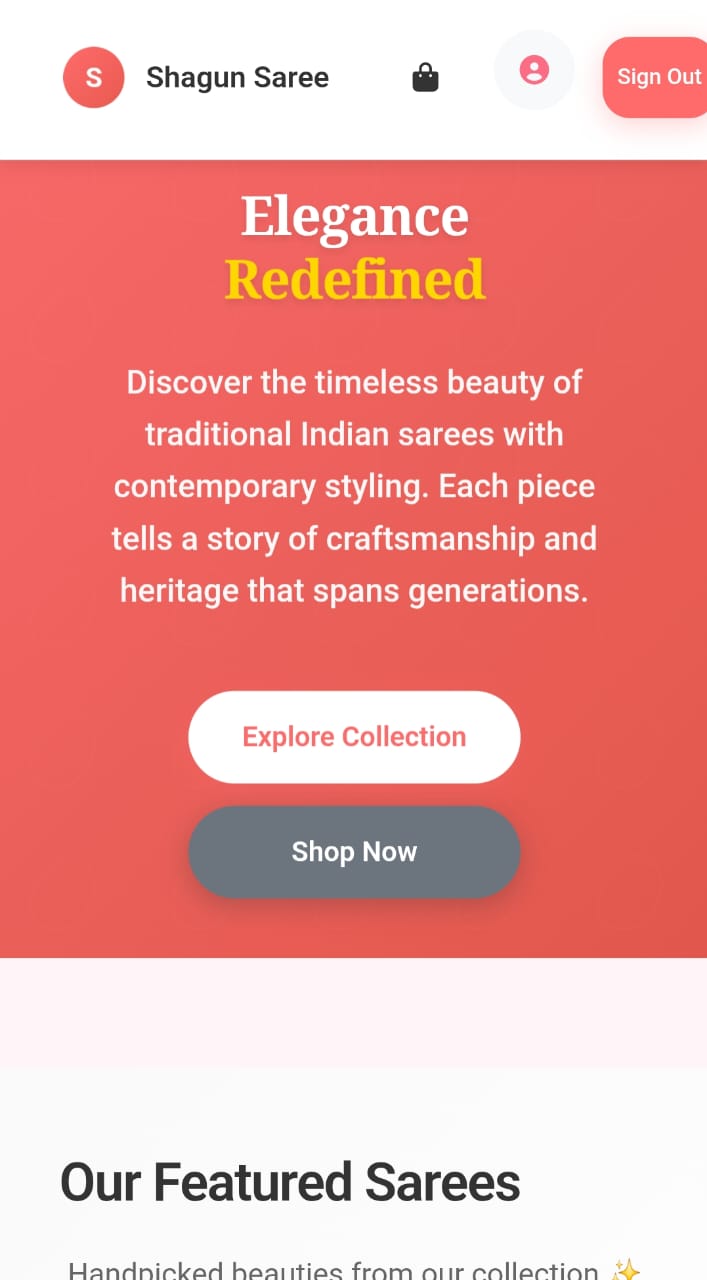 S Shagun Saree Sign Out
Elegance
Redefined
Discover the timeless beauty of
traditional Indian sarees with
contemporary styling. Each piece
tells a story of craftsmanship and
heritage that spans generations.
Explore Collection
Shop Now
Our Featured Sarees
Handpicked beauties from our collection ✨